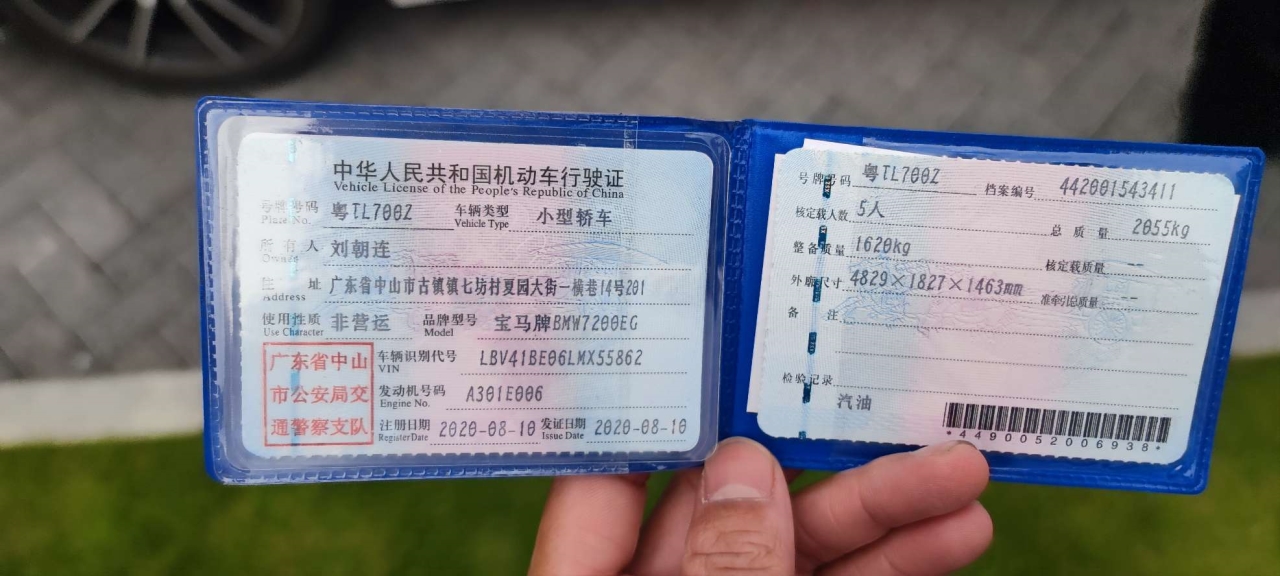 中华人民共和国机动车行驶证
Vehicle License of the People's Republic of China
号牌号码 粤TL700Z 车辆类型 小型轿车
Plate No. Vehicle Type
所有人 刘朝连
Owner
住址 广东省中山市古镇镇七坊村夏园大街一横巷14号201
Address
使用性质 非营运 品牌型号 宝马牌BMW7200EG
Use Character Model
广东省中山
市公安局交
通警察支队
车辆识别代号 LBV41BE06LMX55862
VIN
发动机号码 A301E006
Engine No.
注册日期 2020-08-10 发证日期 2020-08-10
Register Date Issue Date
号牌号码 粤TL700Z 档案编号 442001543411
核定载人数 5人 总质量 2055kg
整备质量 1620kg 核定载质量 --
外廓尺寸 4829×1827×1463mm 准牵引总质量 --
备注
检验记录
汽油
*4490052006938*